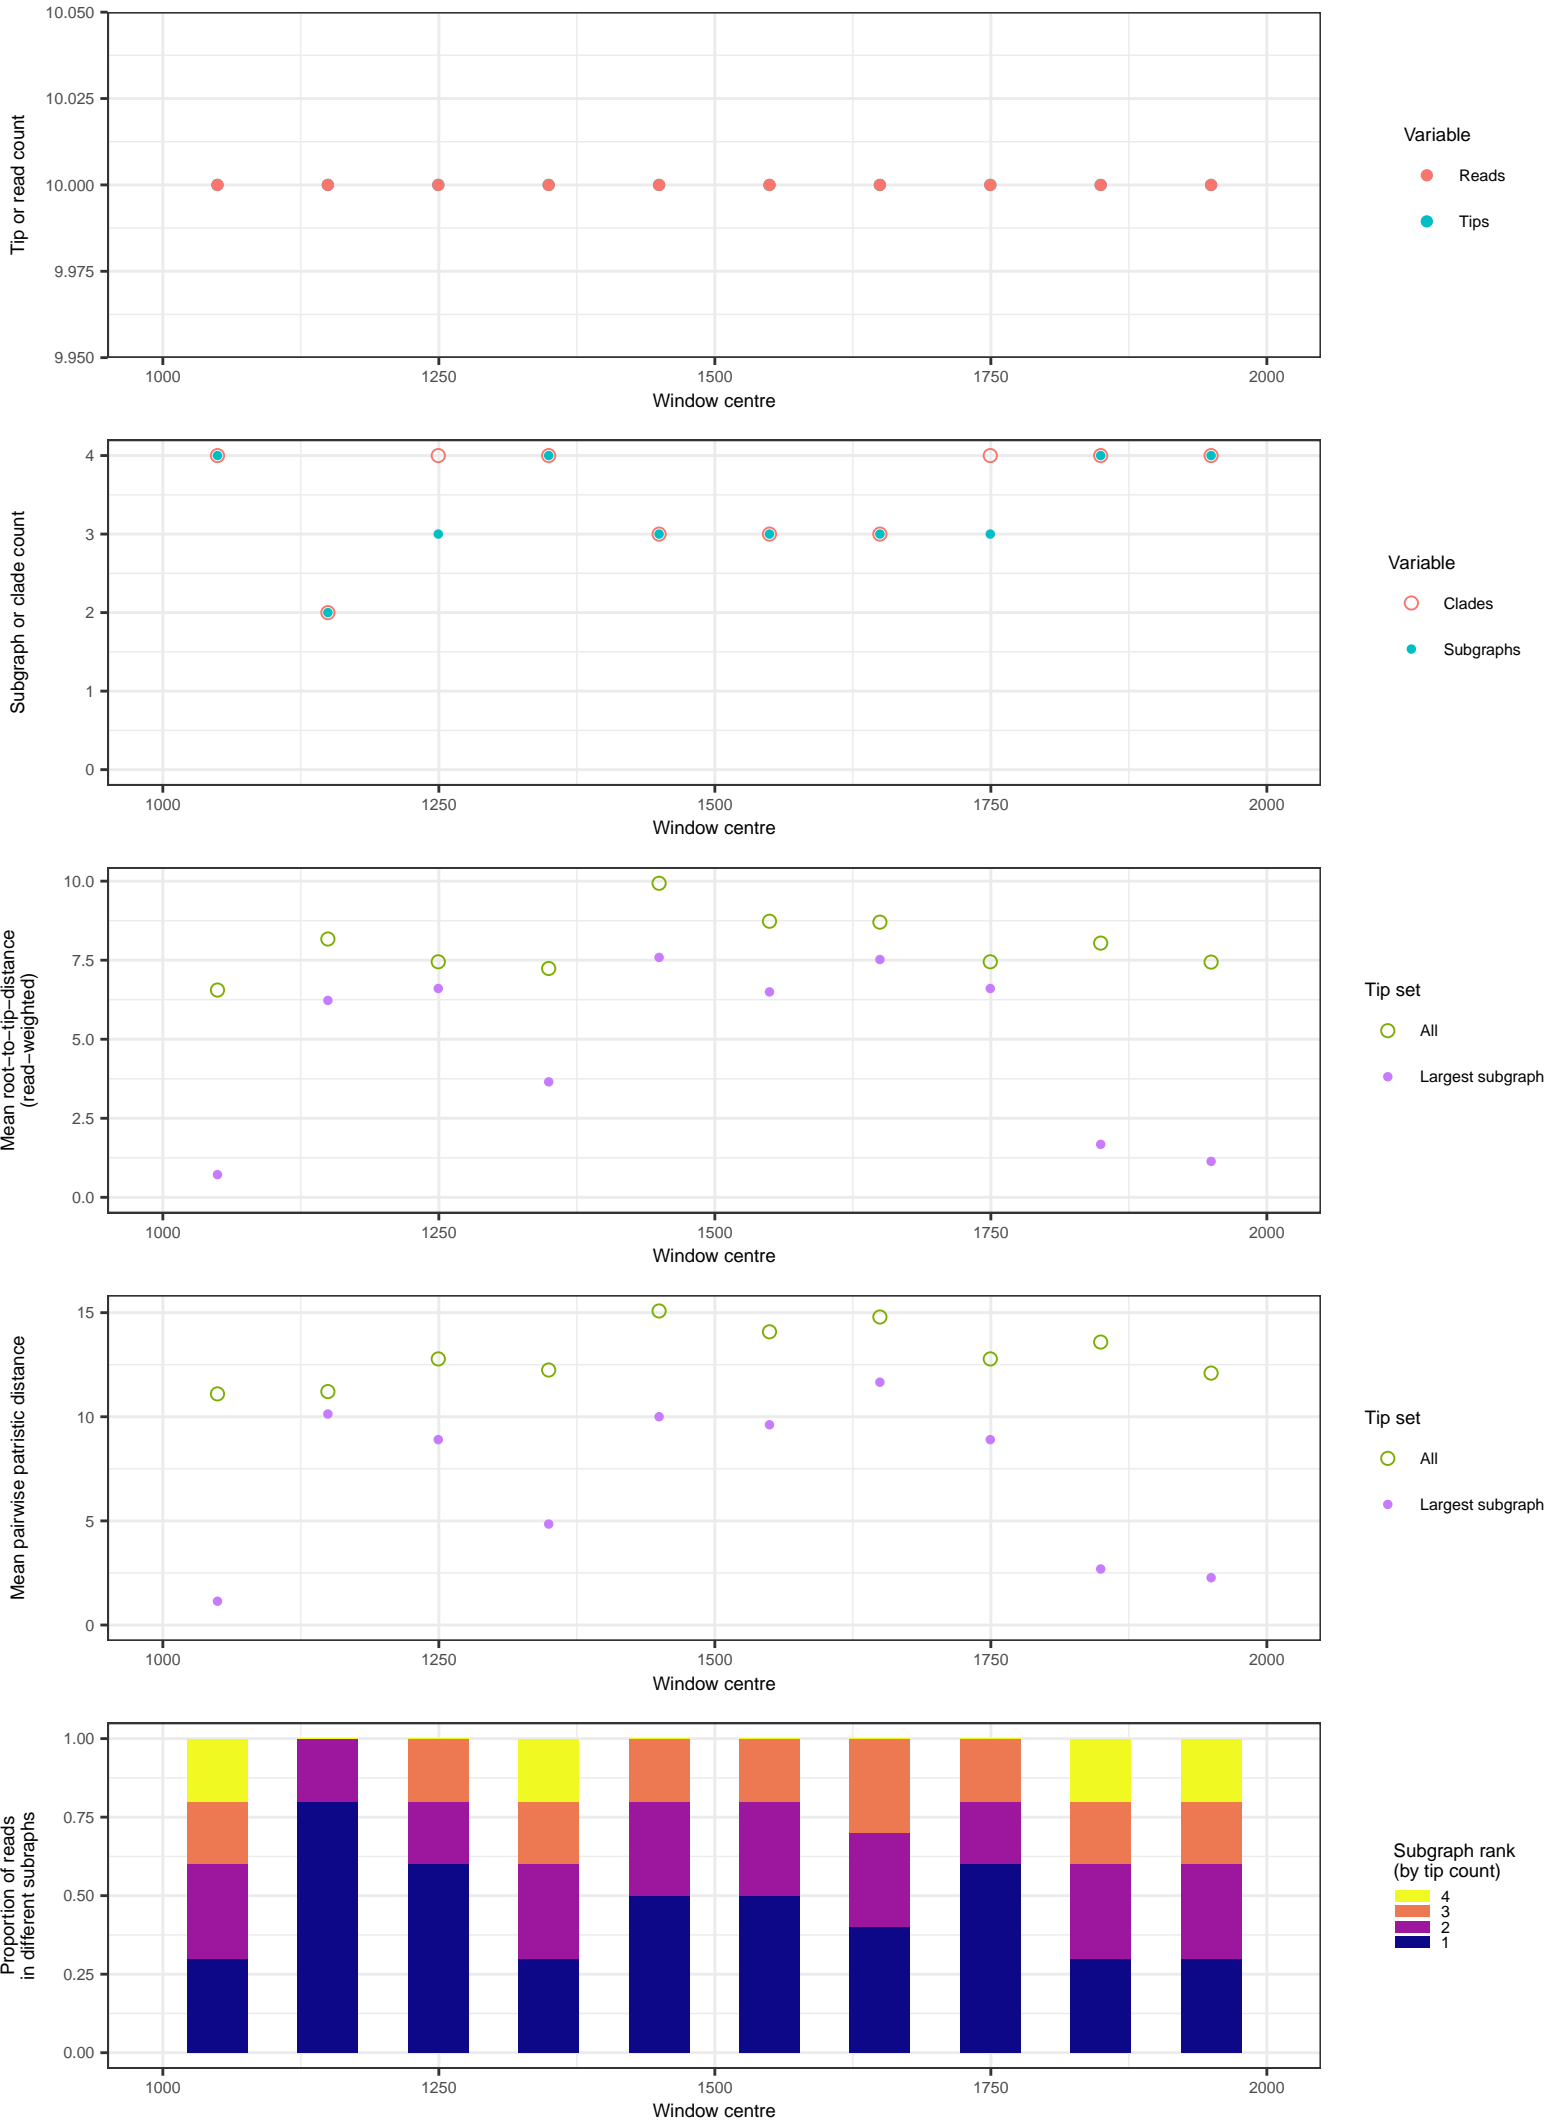 10.050
10.025
10.000
9.975
9.950
Tip or read count
1000
1250
1500
1750
2000
Window centre
Variable
Reads
Tips
4
3
2
1
0
Subgraph or clade count
1000
1250
1500
1750
2000
Window centre
Variable
Clades
Subgraphs
10.0
7.5
5.0
2.5
0.0
Mean root−to−tip−distance
(read−weighted)
1000
1250
1500
1750
2000
Window centre
Tip set
All
Largest subgraph
15
10
5
0
Mean pairwise patristic distance
1000
1250
1500
1750
2000
Window centre
Tip set
All
Largest subgraph
1.00
0.75
0.50
0.25
0.00
Proportion of reads
in different subraphs
1000
1250
1500
1750
2000
Window centre
Subgraph rank
(by tip count)
4
3
2
1